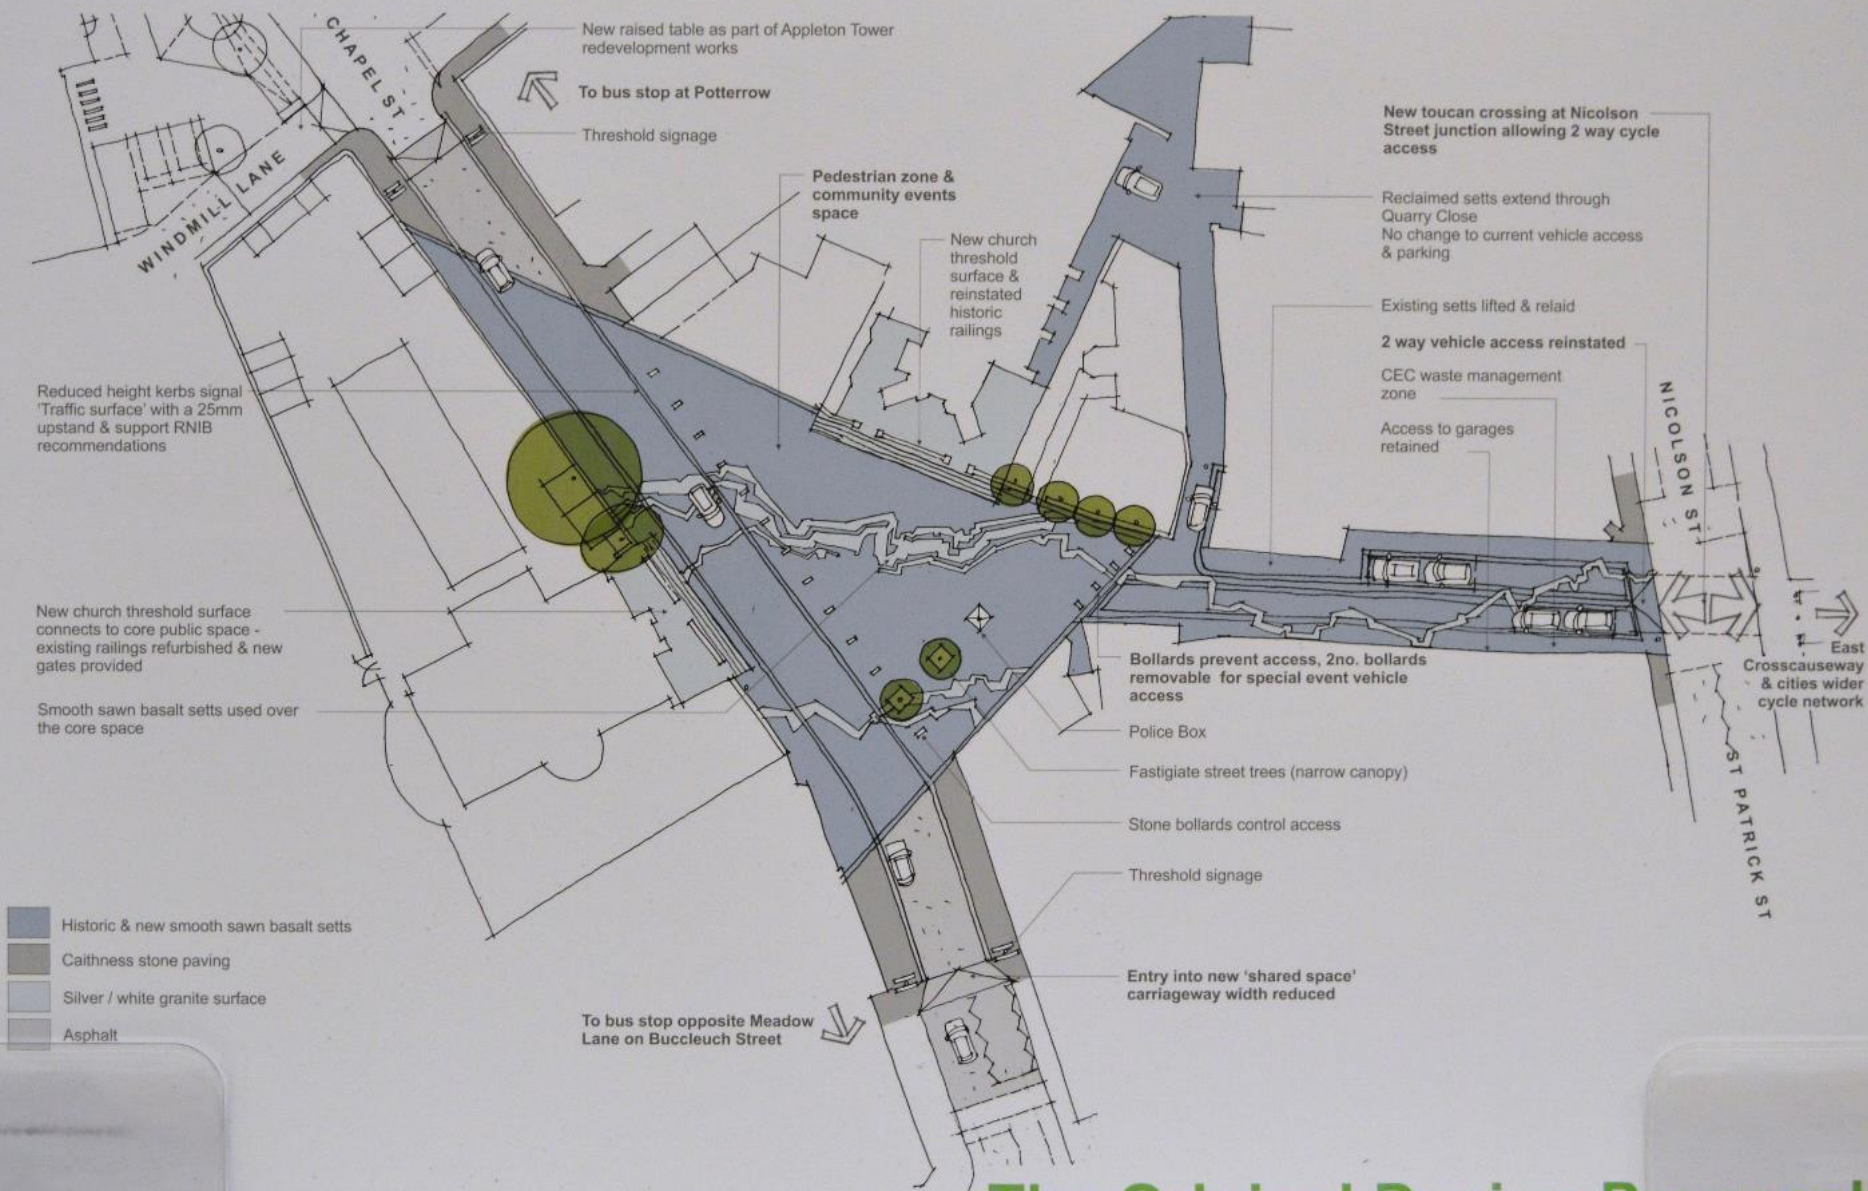 CHAPEL ST
WINDMILL LANE
New raised table as part of Appleton Tower
redevelopment works
To bus stop at Potterrow
Threshold signage
Pedestrian zone &
community events
space
New church
threshold
surface &
reinstated
historic
railings
New toucan crossing at Nicolson
Street junction allowing 2 way cycle
access
Reclaimed setts extend through
Quarry Close
No change to current vehicle access
& parking
Existing setts lifted & relaid
2 way vehicle access reinstated
CEC waste management
zone
Access to garages
retained
NICOLSON ST
ST PATRICK ST
East
Crosscauseway
& cities wider
cycle network
Reduced height kerbs signal
'Traffic surface' with a 25mm
upstand & support RNIB
recommendations
New church threshold surface
connects to core public space -
existing railings refurbished & new
gates provided
Smooth sawn basalt setts used over
the core space
Bollards prevent access, 2no. bollards
removable for special event vehicle
access
Police Box
Fastigiate street trees (narrow canopy)
Stone bollards control access
Threshold signage
Entry into new 'shared space'
carriageway width reduced
To bus stop opposite Meadow
Lane on Buccleuch Street
Historic & new smooth sawn basalt setts
Caithness stone paving
Silver / white granite surface
Asphalt
The Original Design